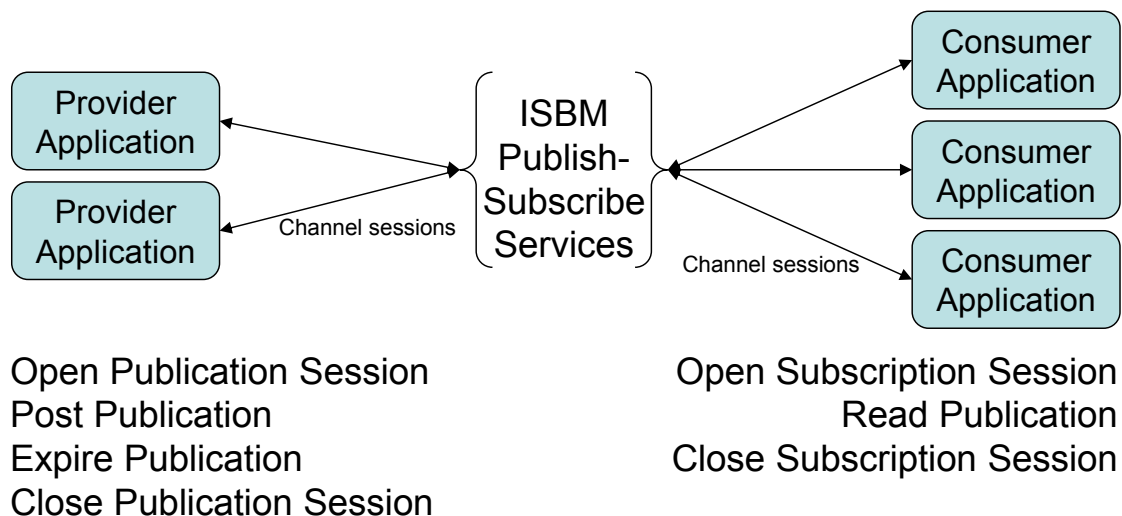 Provider
Application
Provider
Application
Channel sessions
ISBM
Publish-
Subscribe
Services
Channel sessions
Consumer
Application
Consumer
Application
Consumer
Application
Open Publication Session
Post Publication
Expire Publication
Close Publication Session
Open Subscription Session
Read Publication
Close Subscription Session